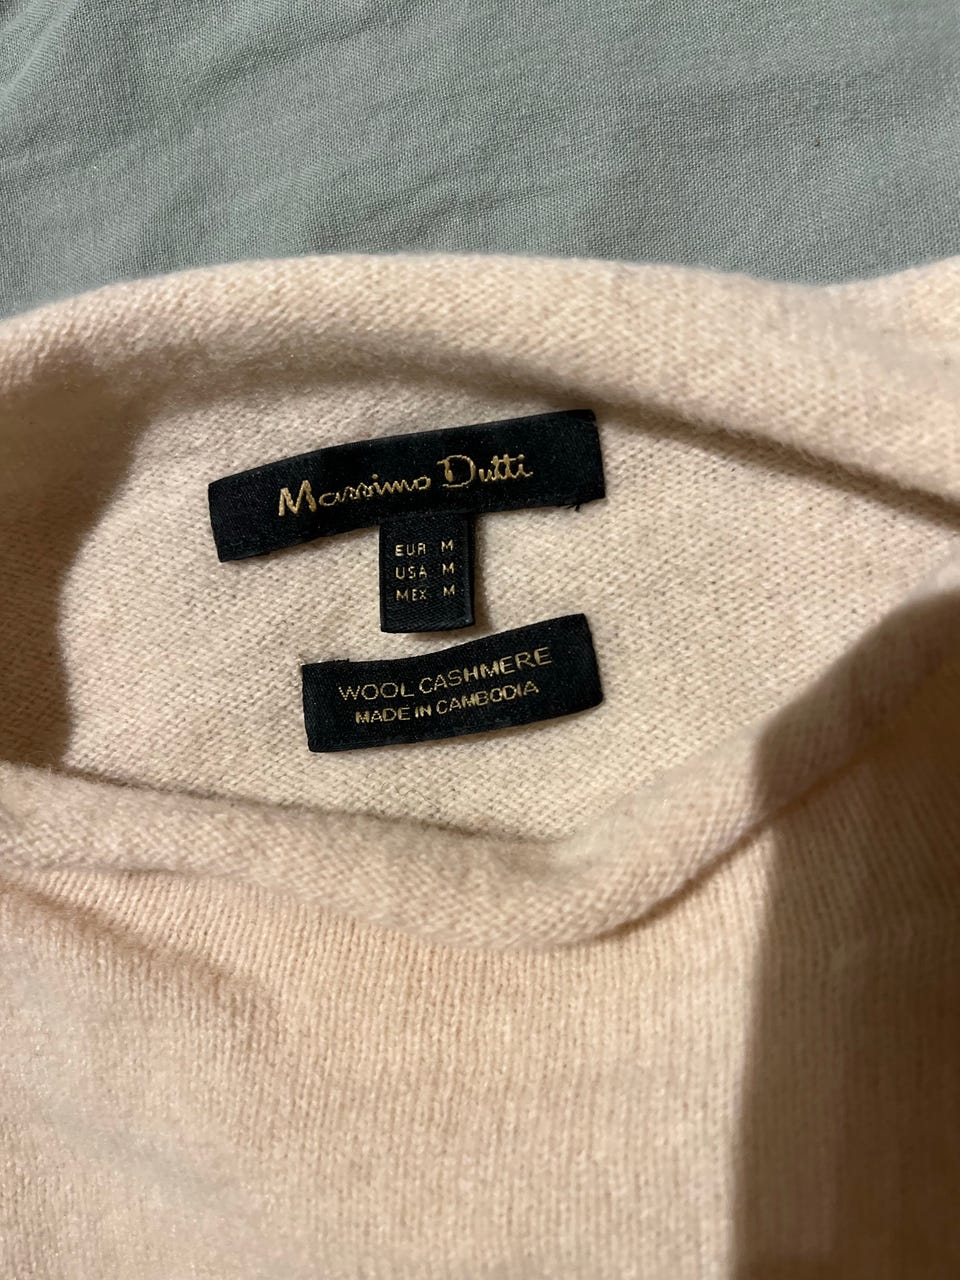 Massimo Dutti
EUR M
USA M
MEX M
WOOL CASHMERE
MADE IN CAMBODIA